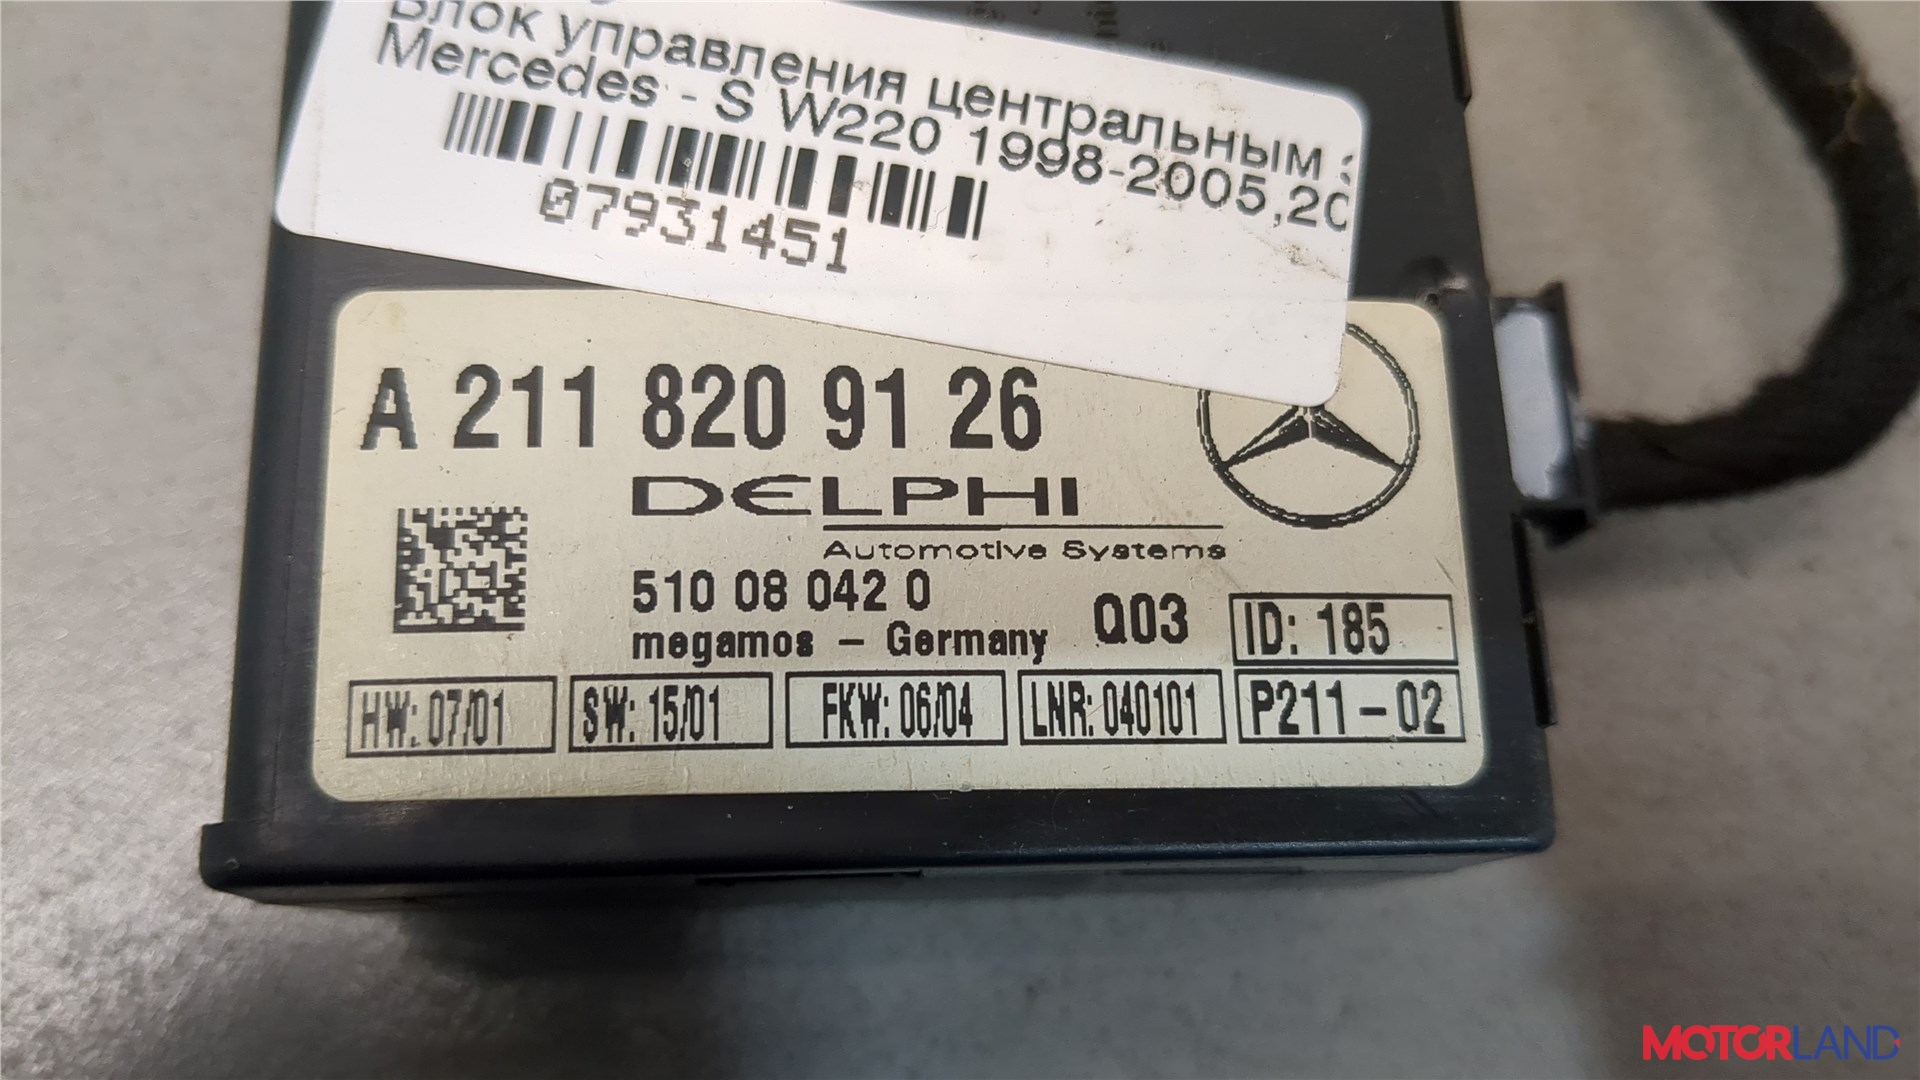 Блок управления центральным
Mercedes - S W220 1998-2005,20
07931451
A 211 820 91 26
DELPHI
Automotive Systems
510 08 042 0
megamos - Germany
Q03
ID: 185
HW: 07/01
SW: 15/01
FKW: 06/04
LNR: 040101
P211-02
MOTORLAND